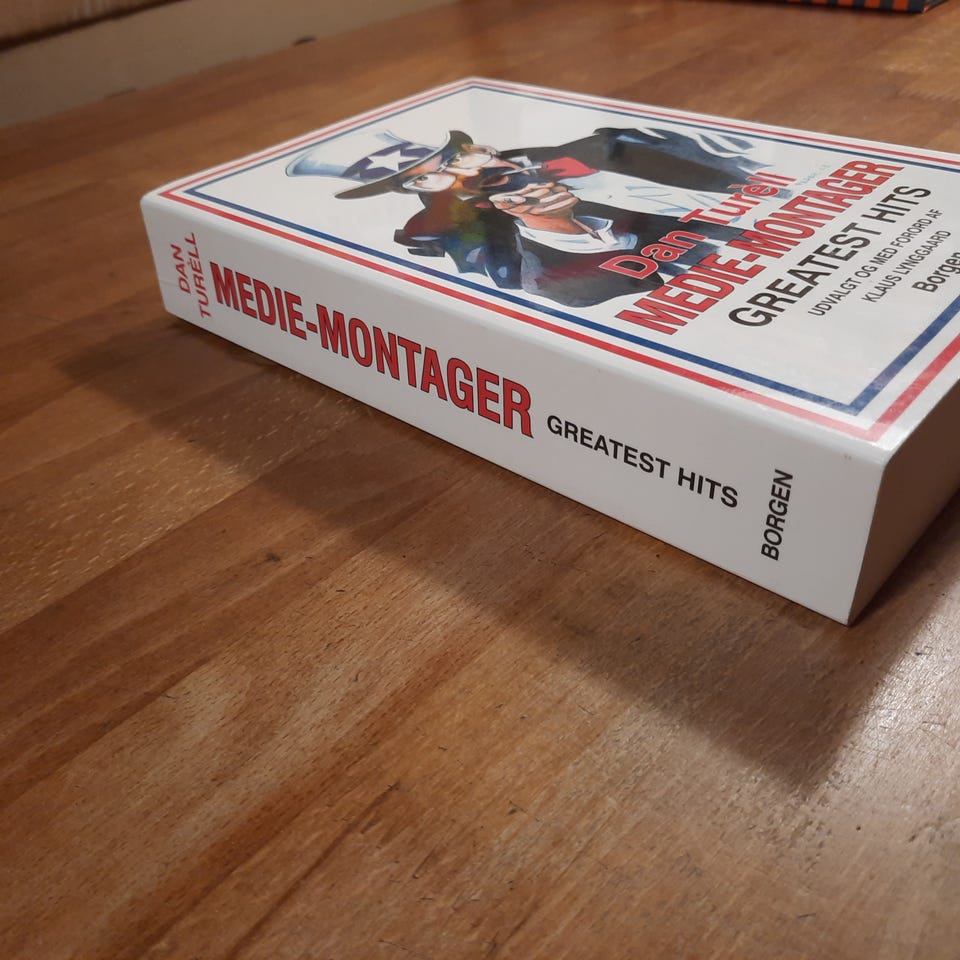 Dan Turèll
MEDIE-MONTAGER
GREATEST HITS
UDVALGT OG MED FORORD AF
KLAUS LYNGGAARD
Borgen
DAN
TURÈLL
MEDIE-MONTAGER
GREATEST HITS
BORGEN